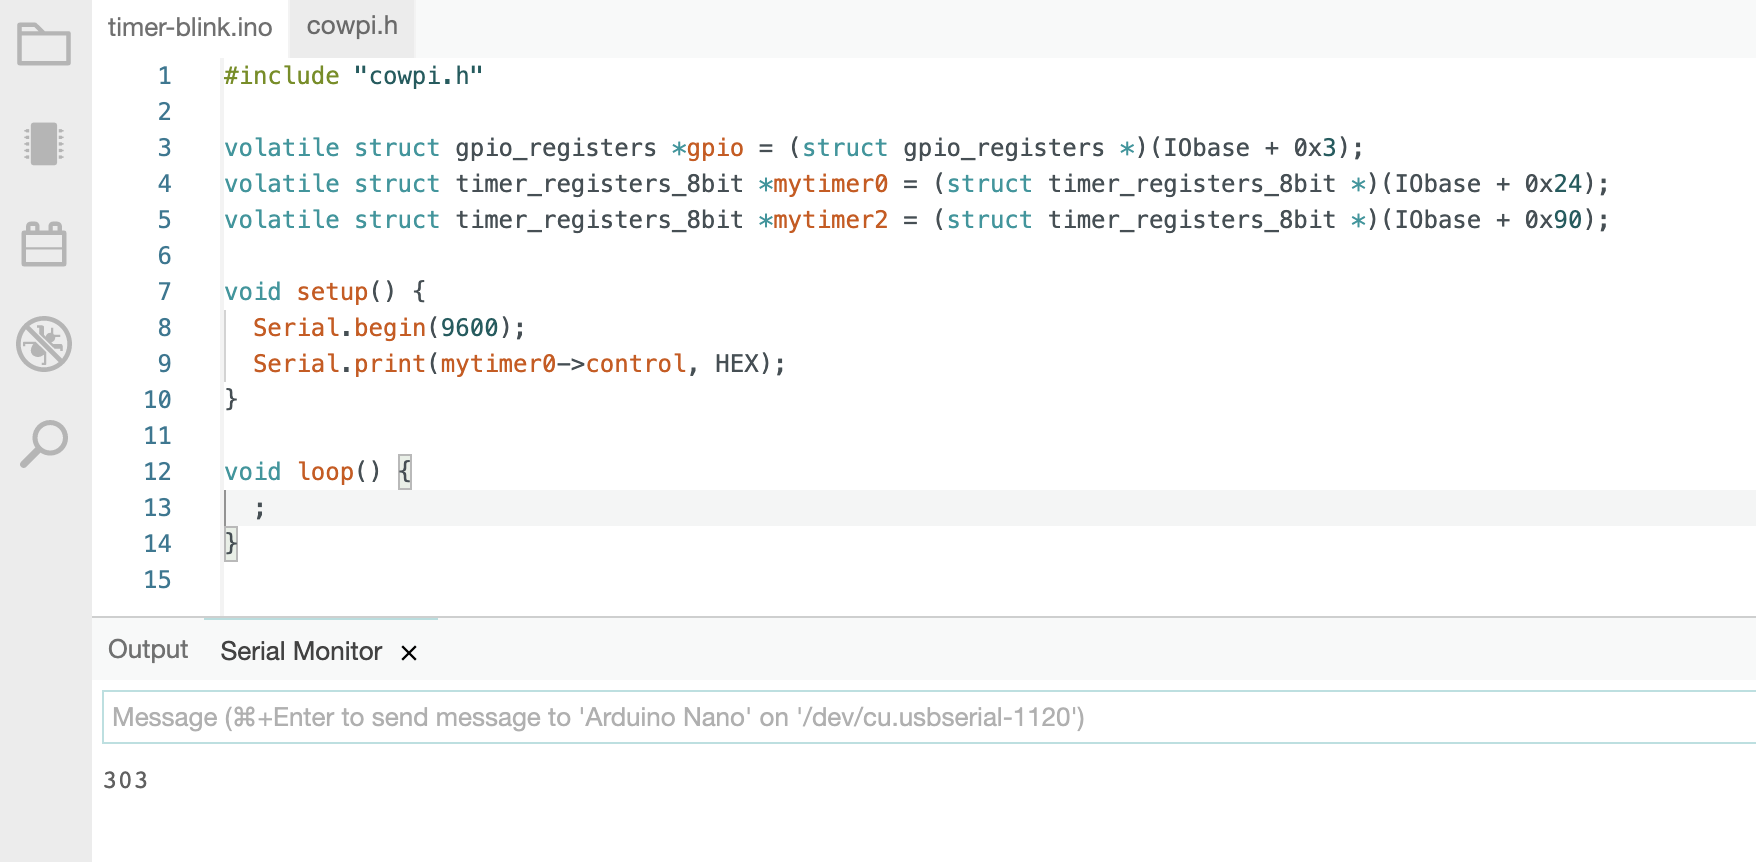 timer-blink.ino cowpi.h
1 #include "cowpi.h"
2
3 volatile struct gpio_registers *gpio = (struct gpio_registers *)(IObase + 0x3);
4 volatile struct timer_registers_8bit *mytimer0 = (struct timer_registers_8bit *)(IObase + 0x24);
5 volatile struct timer_registers_8bit *mytimer2 = (struct timer_registers_8bit *)(IObase + 0x90);
6
7 void setup() {
8   Serial.begin(9600);
9   Serial.print(mytimer0->control, HEX);
10 }
11
12 void loop() {
13   ;
14 }
15
Output Serial Monitor ×
Message (⌘+Enter to send message to 'Arduino Nano' on '/dev/cu.usbserial-1120')
303